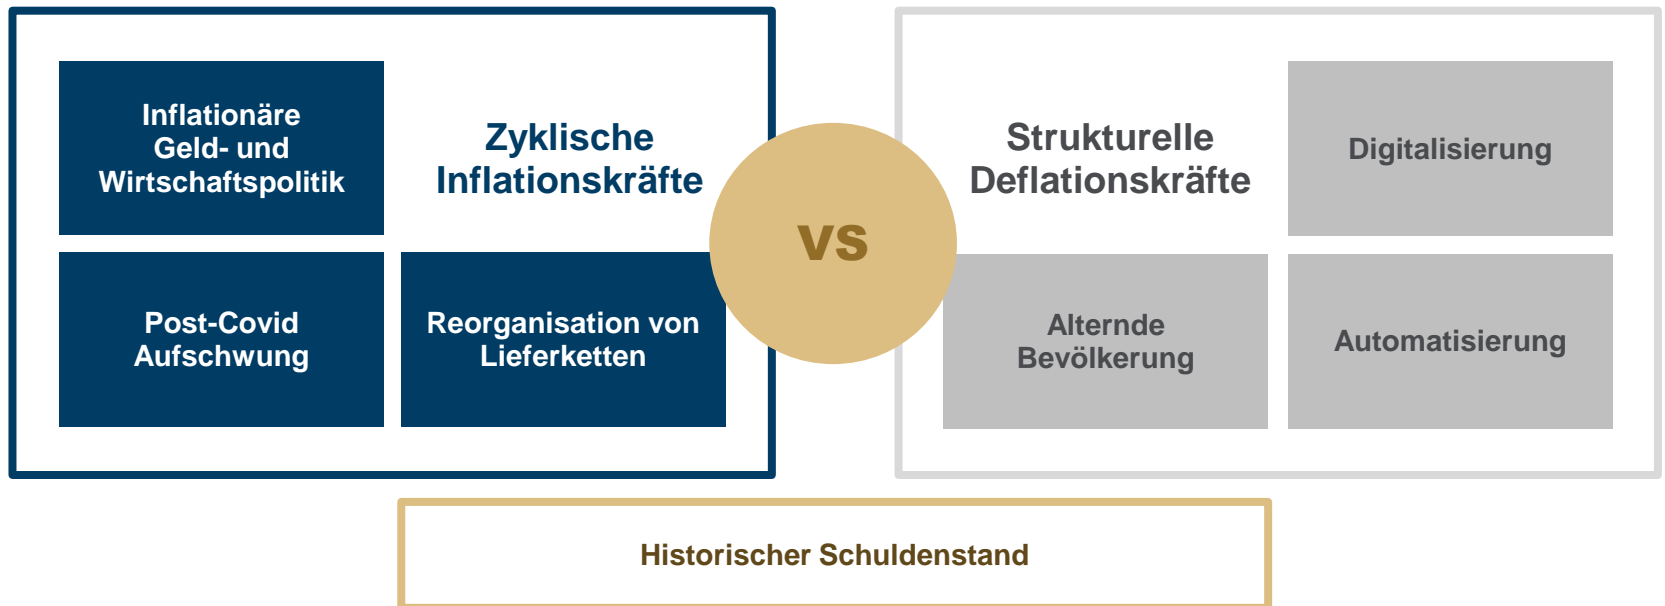 Inflationäre
Geld- und
Wirtschaftspolitik
Zyklische
Inflationskräfte
Post-Covid
Aufschwung
Reorganisation von
Lieferketten
vs
Strukturelle
Deflationskräfte
Digitalisierung
Alternde
Bevölkerung
Automatisierung
Historischer Schuldenstand